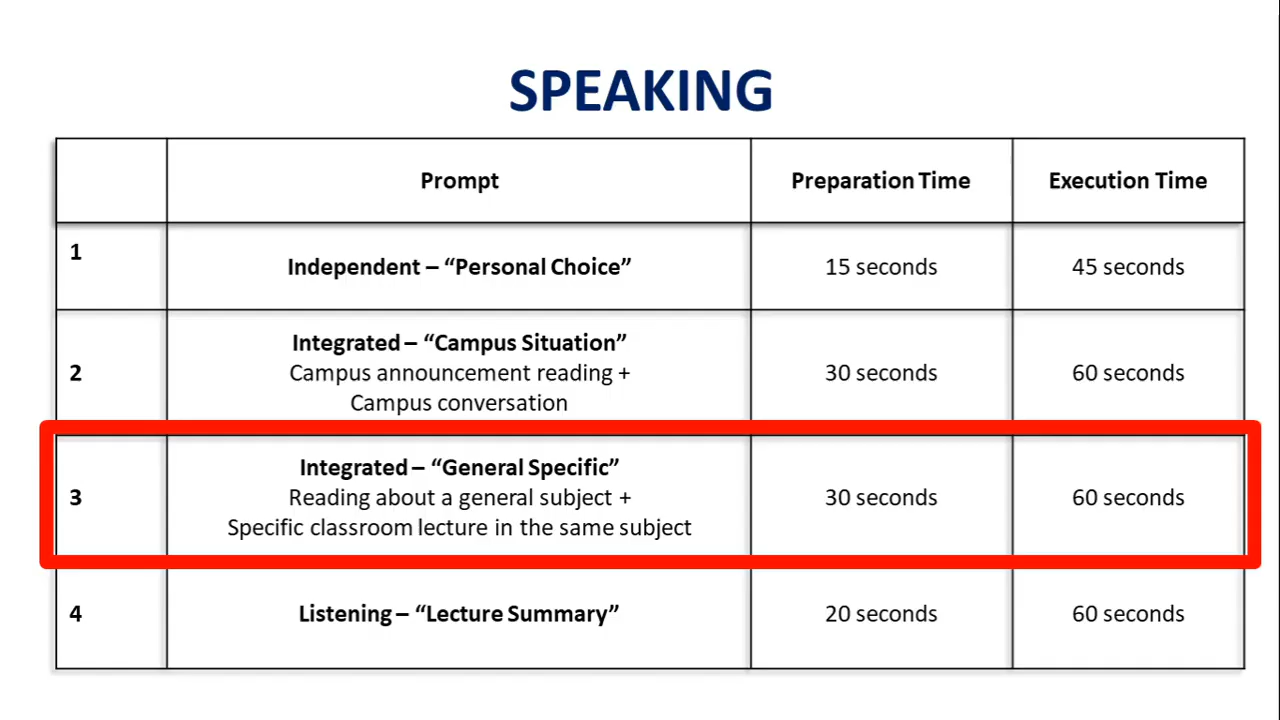 SPEAKING
Prompt
Preparation Time
Execution Time
1
Independent – “Personal Choice”
15 seconds
45 seconds
2
Integrated – “Campus Situation”
Campus announcement reading +
Campus conversation
30 seconds
60 seconds
3
Integrated – “General Specific”
Reading about a general subject +
Specific classroom lecture in the same subject
30 seconds
60 seconds
4
Listening – “Lecture Summary”
20 seconds
60 seconds